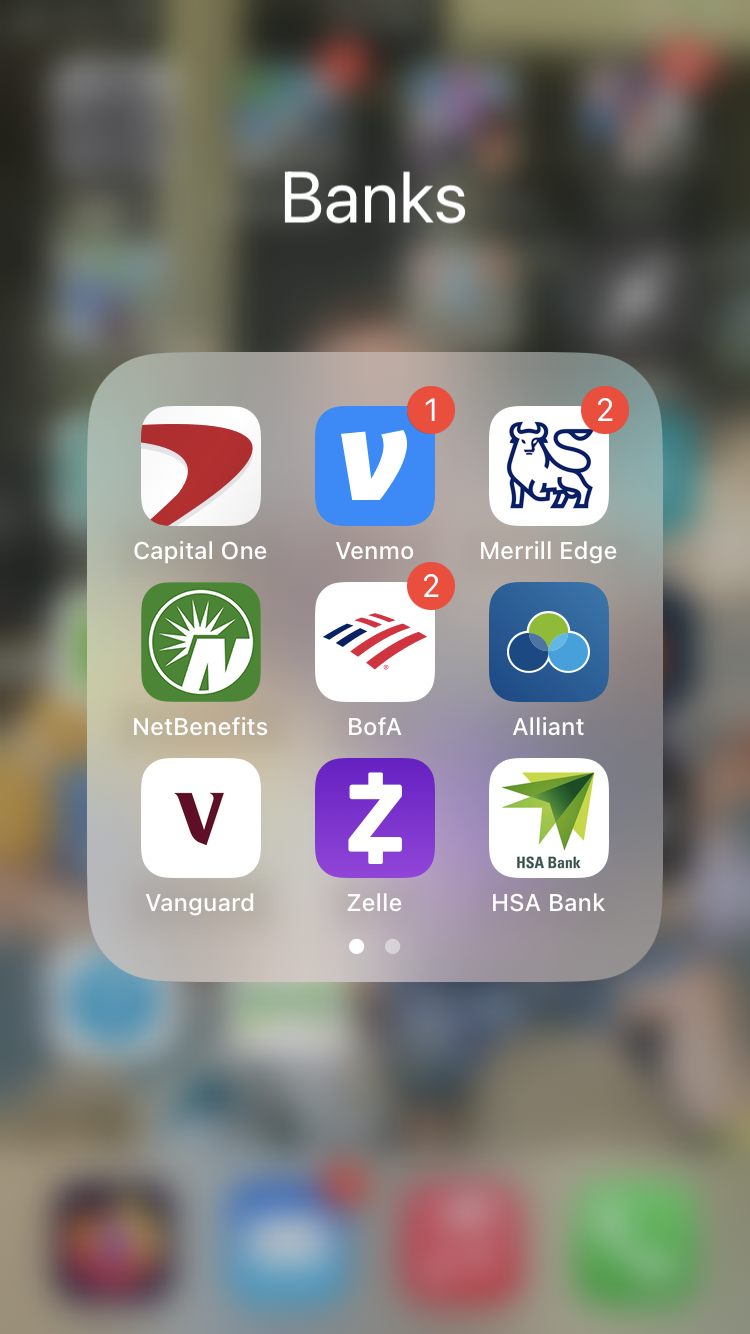 Banks
1
2
Capital One
Venmo
Merrill Edge
2
NetBenefits
BofA
Alliant
HSA Bank
Vanguard
Zelle
HSA Bank